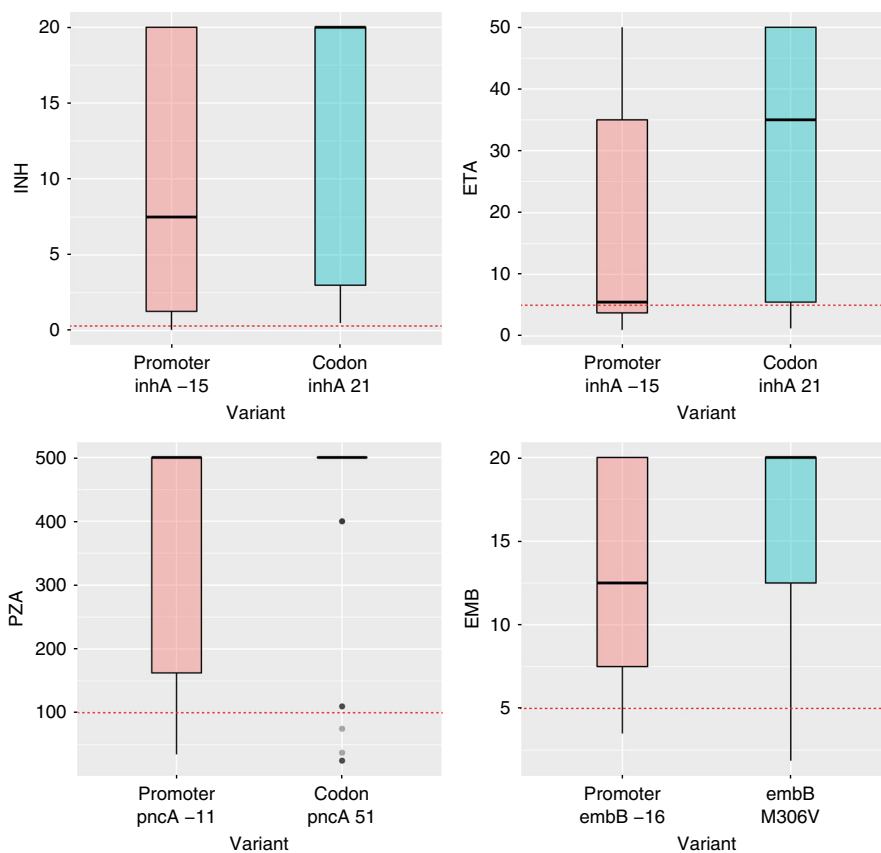 20
15
10
5
0
INH
Promoter
inhA −15
Codon
inhA 21
Variant
50
40
30
20
10
0
ETA
Promoter
inhA −15
Codon
inhA 21
Variant
500
400
300
200
100
PZA
Promoter
pncA −11
Codon
pncA 51
Variant
20
15
10
5
EMB
Promoter
embB −16
embB
M306V
Variant